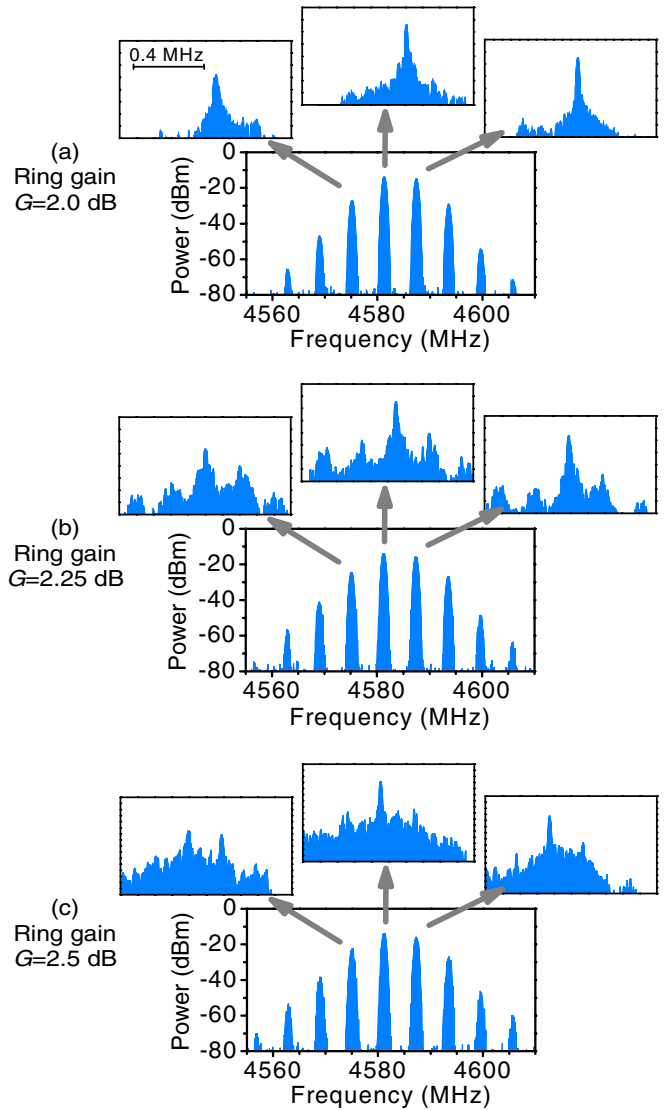 0.4 MHz
(a)
Ring gain
G=2.0 dB
Power (dBm)
0
-20
-40
-60
-80
4560 4580 4600
Frequency (MHz)
(b)
Ring gain
G=2.25 dB
Power (dBm)
0
-20
-40
-60
-80
4560 4580 4600
Frequency (MHz)
(c)
Ring gain
G=2.5 dB
Power (dBm)
0
-20
-40
-60
-80
4560 4580 4600
Frequency (MHz)